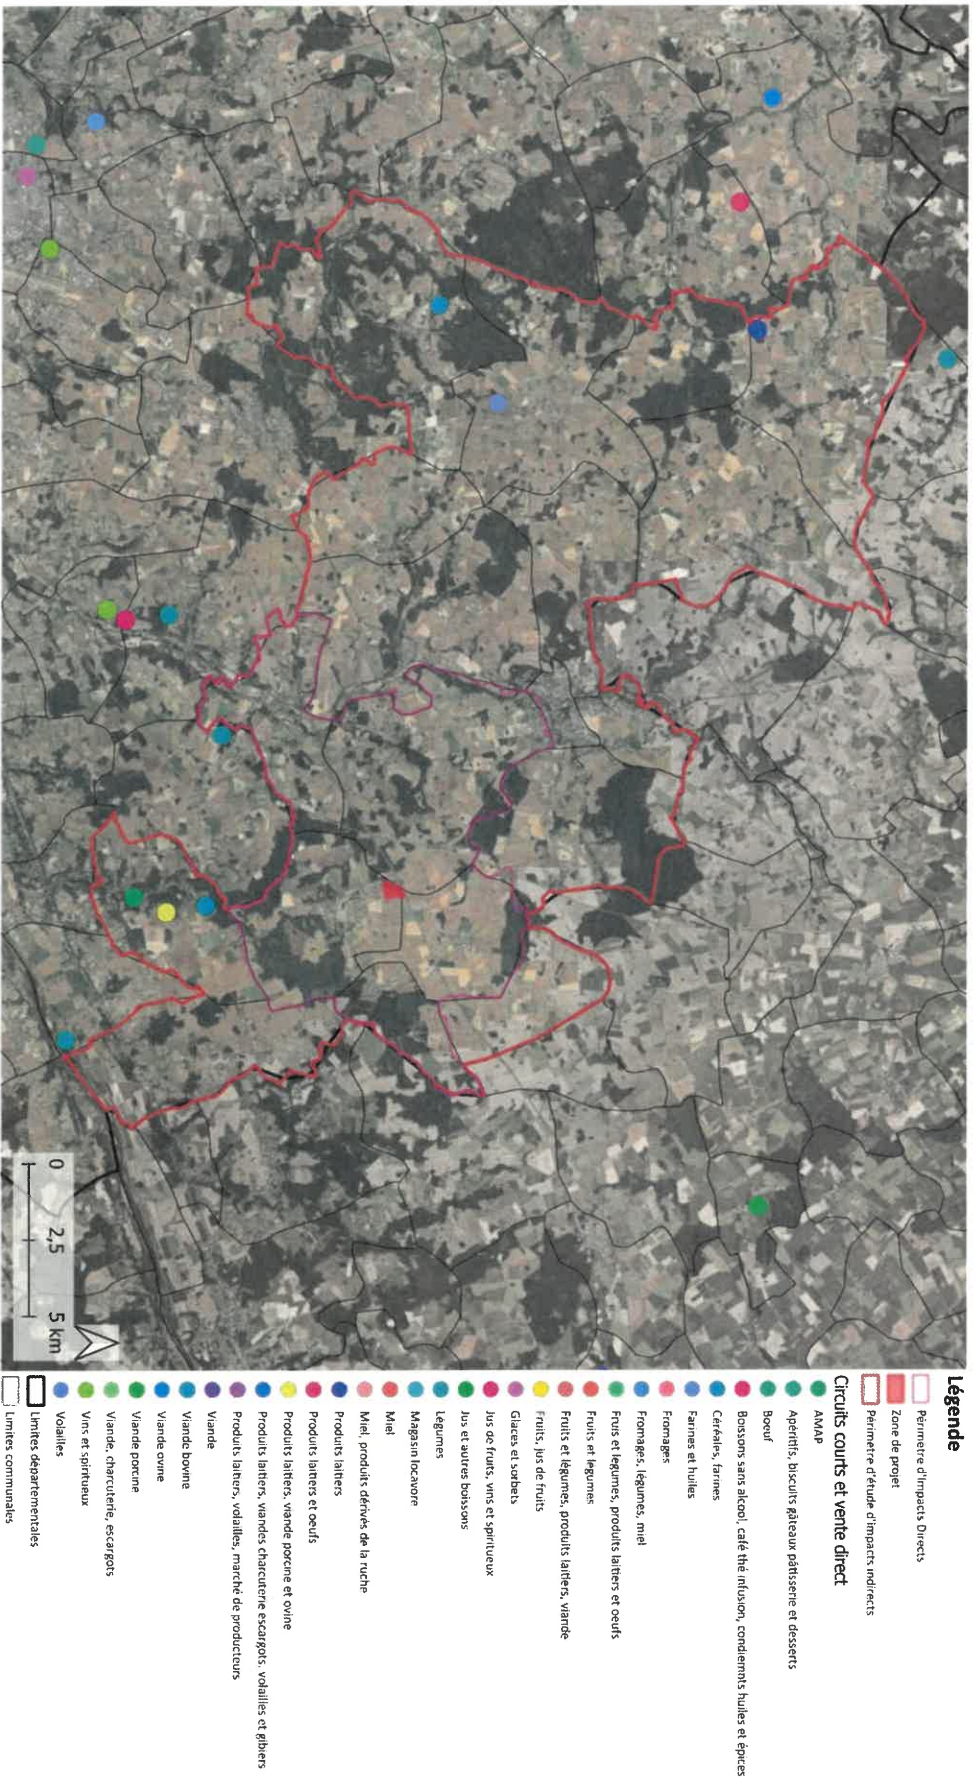 Légende
Périmètre d'Impacts Directs
Zone de projet
Périmètre d'étude d'impacts indirects
Circuits courts et vente direct
AMAP
Apéritifs, biscuits gâteaux pâtisserie et desserts
Boeuf
Boissons sans alcool, café thé infusion, condiemnts huiles et épices
Céréales, farines
Farines et huiles
Fromages
Fromages, légumes, miel
Fruis et legumes, produits laitiers et oeufs
Fruits et legumes
Fruits et légumes, produits laitiers, viande
Fruits, jus de fruits
Glaces et sorbets
Jus de fruits, vins et spiritueux
Jus et autres boissons
Légumes
Magasin locavore
Miel
Miel, produits dérivés de la ruche
Produits laitiers
Produits laitiers et oeufs
Produits laitiers, viande porcine et ovine
Produits laitiers, viandes charcuterie escargots, volailles et gibiers
Produits laitiers, volailles, marché de producteurs
Viande
Viande bovine
Viande ovine
Viande porcine
Viande, charcuterie, escargots
Vins et spiritueux
Volailles
Limites départementales
Limites communales
0 2,5 5 km